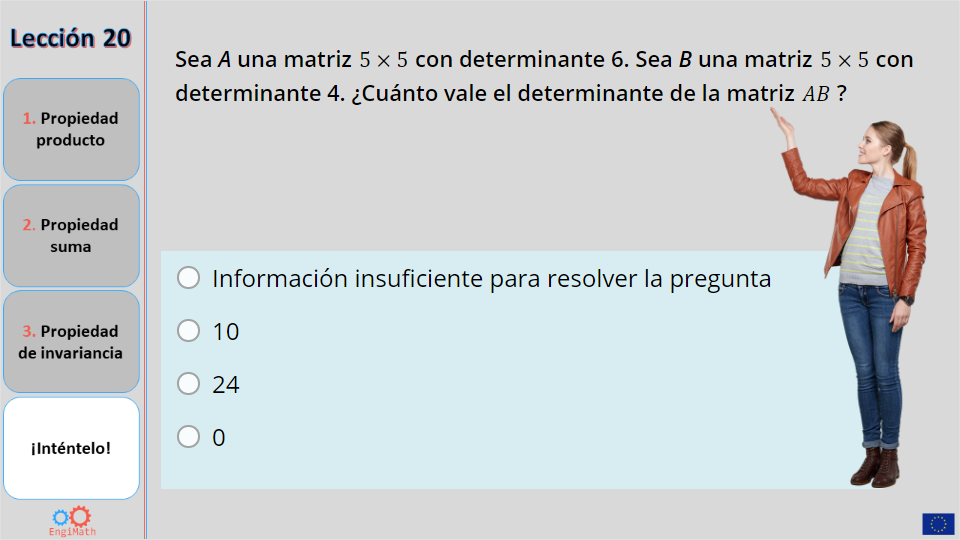 Lección 20
1. Propiedad
producto
2. Propiedad
suma
3. Propiedad
de invariancia
¡Inténtelo!
EngiMath
Sea A una matriz 5 × 5 con determinante 6. Sea B una matriz 5 × 5 con
determinante 4. ¿Cuánto vale el determinante de la matriz AB ?
Información insuficiente para resolver la pregunta
10
24
0